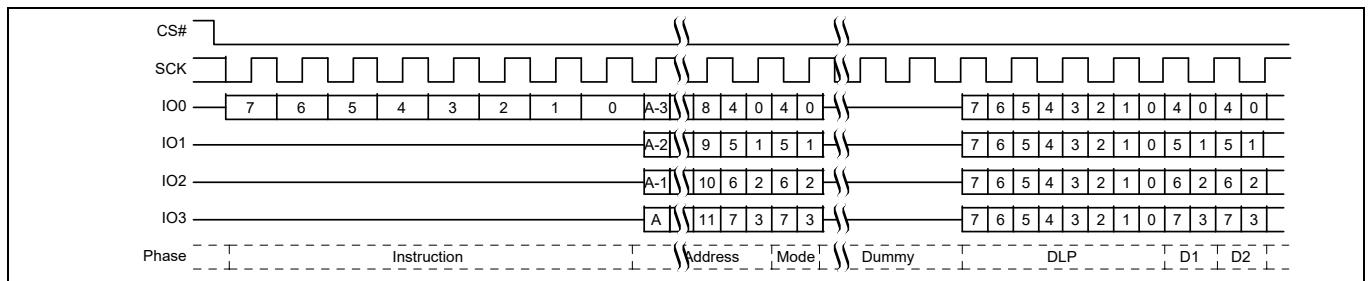 CS#
SCK
IO0 7 6 5 4 3 2 1 0 A-3 8 4 0 4 0 7 6 5 4 3 2 1 0 4 0 4 0
IO1 A-2 9 5 1 5 1 7 6 5 4 3 2 1 0 5 1 5 1
IO2 A-1 10 6 2 6 2 7 6 5 4 3 2 1 0 6 2 6 2
IO3 A 11 7 3 7 3 7 6 5 4 3 2 1 0 7 3 7 3
Phase Instruction Address Mode Dummy DLP D1 D2